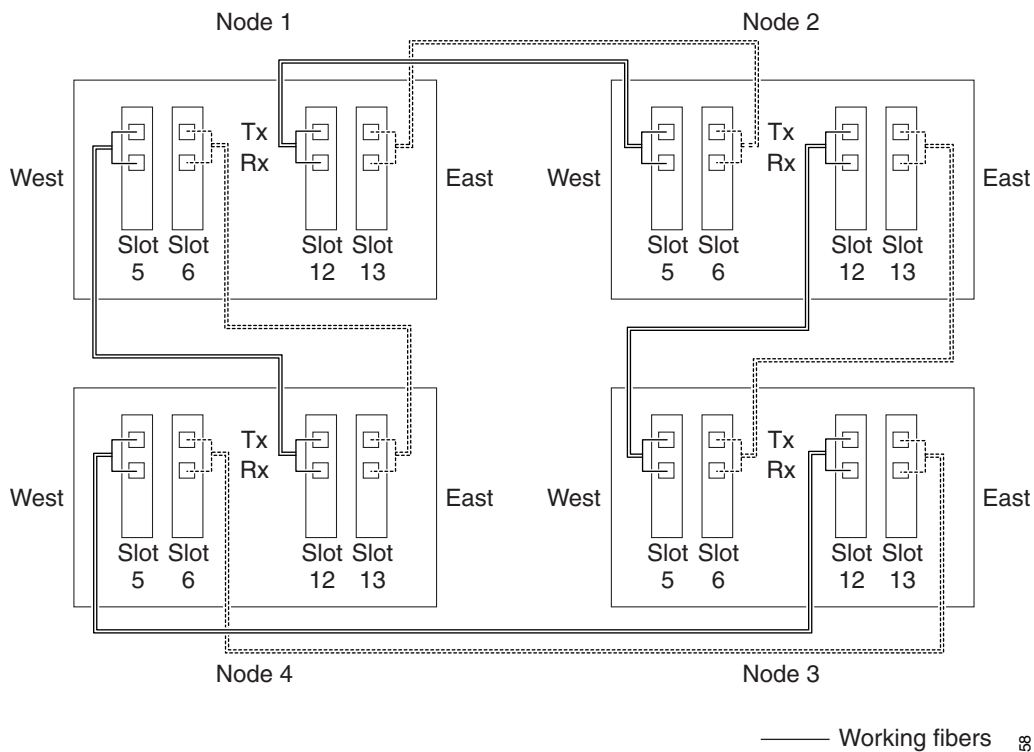 Node 1
Node 2
Tx
Rx
Tx
Rx
West
East
West
East
Slot 5
Slot 6
Slot 12
Slot 13
Slot 5
Slot 6
Slot 12
Slot 13
Tx
Rx
Tx
Rx
West
East
West
East
Slot 5
Slot 6
Slot 12
Slot 13
Slot 5
Slot 6
Slot 12
Slot 13
Node 4
Node 3
Working fibers
58